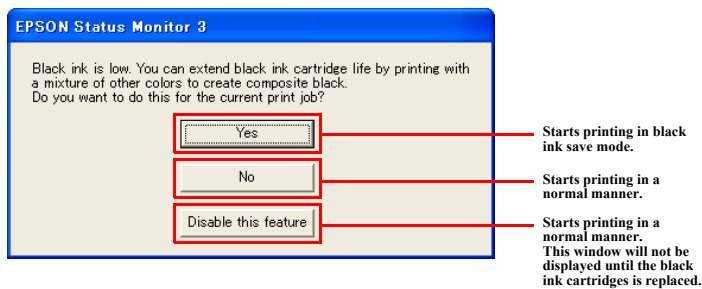 EPSON Status Monitor 3
Black ink is low. You can extend black ink cartridge life by printing with
a mixture of other colors to create composite black.
Do you want to do this for the current print job?
Yes
Starts printing in black
ink save mode.
No
Starts printing in a
normal manner.
Disable this feature
Starts printing in a
normal manner.
This window will not be
displayed until the black
ink cartridges is replaced.